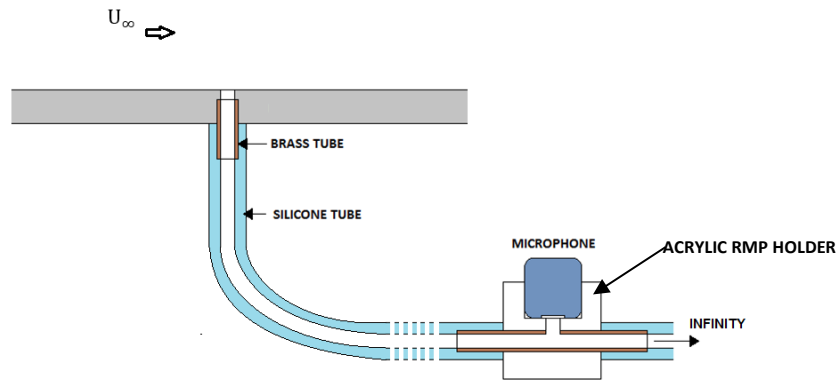 U∞
BRASS TUBE
SILICONE TUBE
MICROPHONE
ACRYLIC RMP HOLDER
INFINITY